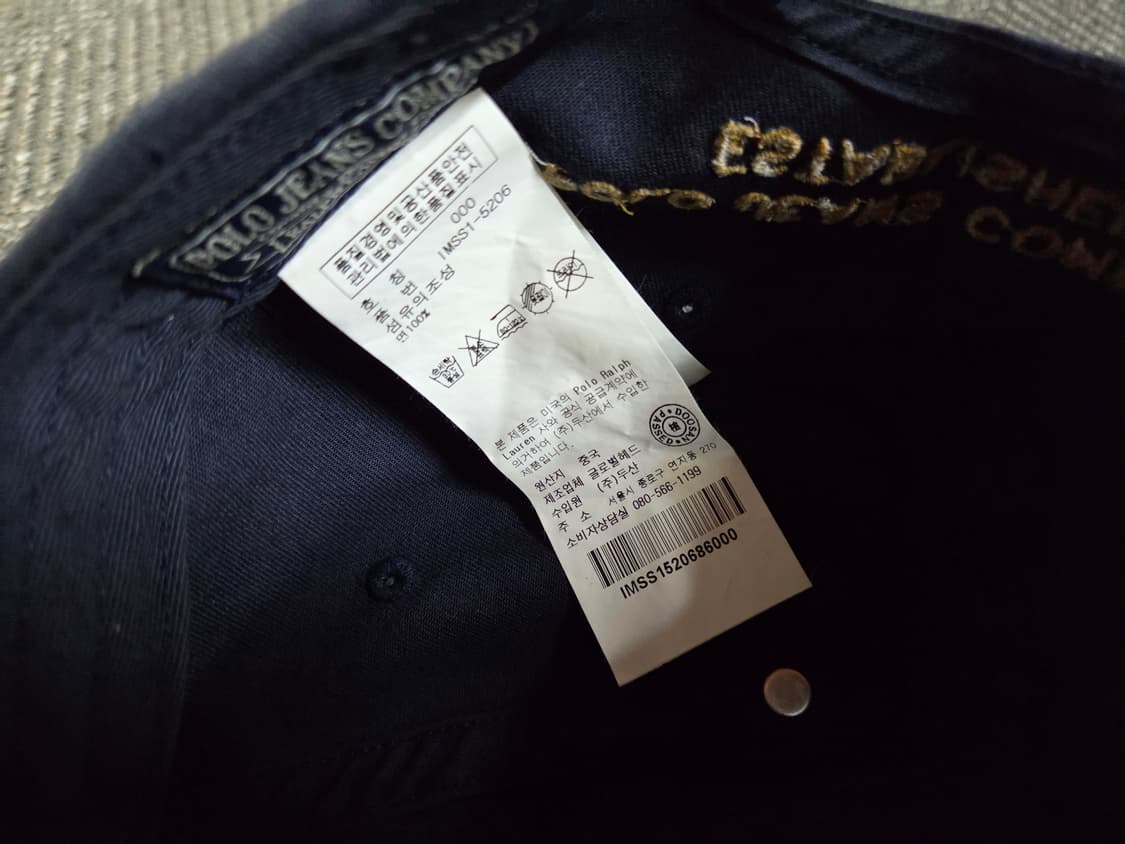 POLO JEANS COMPANY
품질경영및공산품안전
관리법에의한품질표시
호 칭 000
품 번 IMSS1-5206
섬유의조성
면100%
본 제품은 미국의 Polo Ralph
Lauren 사와 공식 공급계약에
의거하여 (주)두산에서 수입한
제품입니다.
DOOSAN
PASSED
원산지 중국
제조업체 글로벌헤드
수입원 (주)두산
주 소 서울시 종로구 연지동 270
소비자상담실 080-566-1199
IMSS1520686000